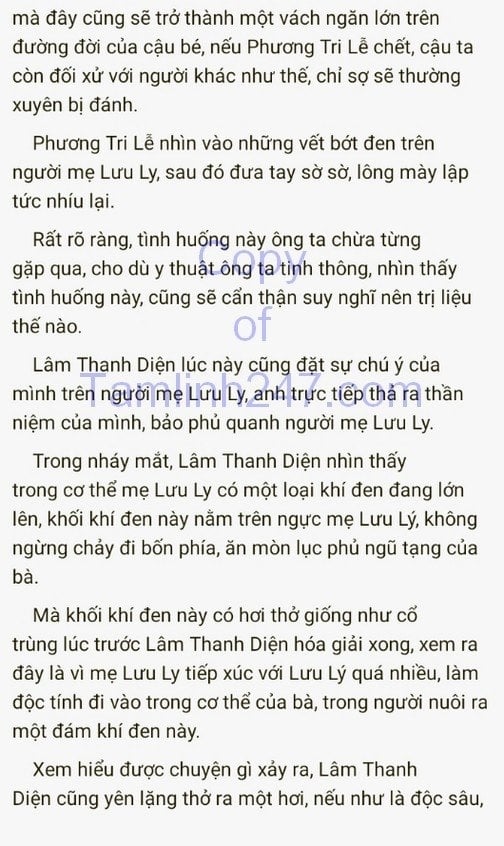 mà đây cũng sẽ trở thành một vách ngăn lớn trên
đường đời của cậu bé, nếu Phương Tri Lễ chết, cậu ta
còn đối xử với người khác như thế, chỉ sợ sẽ thường
xuyên bị đánh.
Phương Tri Lễ nhìn vào những vết bớt đen trên
người mẹ Lưu Ly, sau đó đưa tay sờ sờ, lông mày lập
tức nhíu lại.
Rất rõ ràng, tình huống này ông ta chừa từng
gặp qua, cho dù y thuật ông ta tinh thông, nhìn thấy
tình huống này, cũng sẽ cẩn thận suy nghĩ nên trị liệu
thế nào.
Lâm Thanh Diện lúc này cũng đặt sự chú ý của
mình trên người mẹ Lưu Ly, anh trực tiếp thả ra thần
niệm của mình, bảo phủ quanh người mẹ Lưu Ly.
Trong nháy mắt, Lâm Thanh Diện nhìn thấy
trong cơ thể mẹ Lưu Ly có một loại khí đen đang lớn
lên, khối khí đen này nằm trên ngực mẹ Lưu Lý, không
ngừng chảy đi bốn phía, ăn mòn lục phủ ngũ tạng của
bà.
Mà khối khí đen này có hơi thở giống như cổ
trùng lúc trước Lâm Thanh Diện hóa giải xong, xem ra
đây là vì mẹ Lưu Ly tiếp xúc với Lưu Lý quá nhiều, làm
độc tính đi vào trong cơ thể của bà, trong người nuôi ra
một đám khí đen này.
Xem hiểu được chuyện gì xảy ra, Lâm Thanh
Diện cũng yên lặng thở ra một hơi, nếu như là độc sâu,
Copy
of
Tamlinh247.com